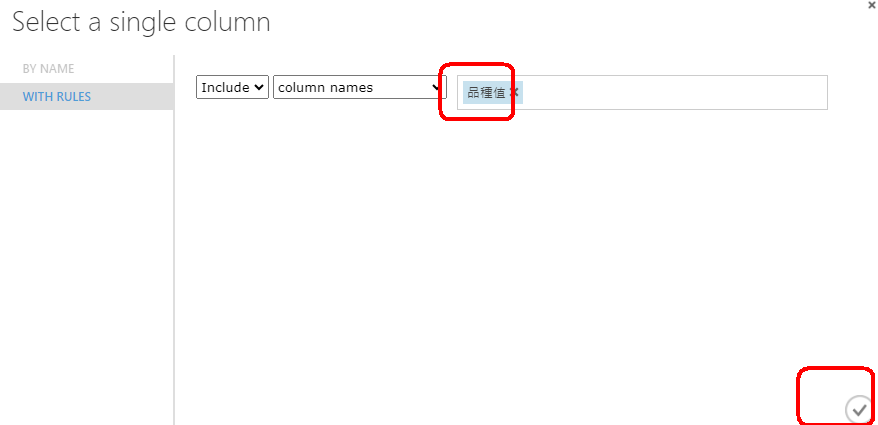 Select a single column
BY NAME
WITH RULES
Include
column names
品種值